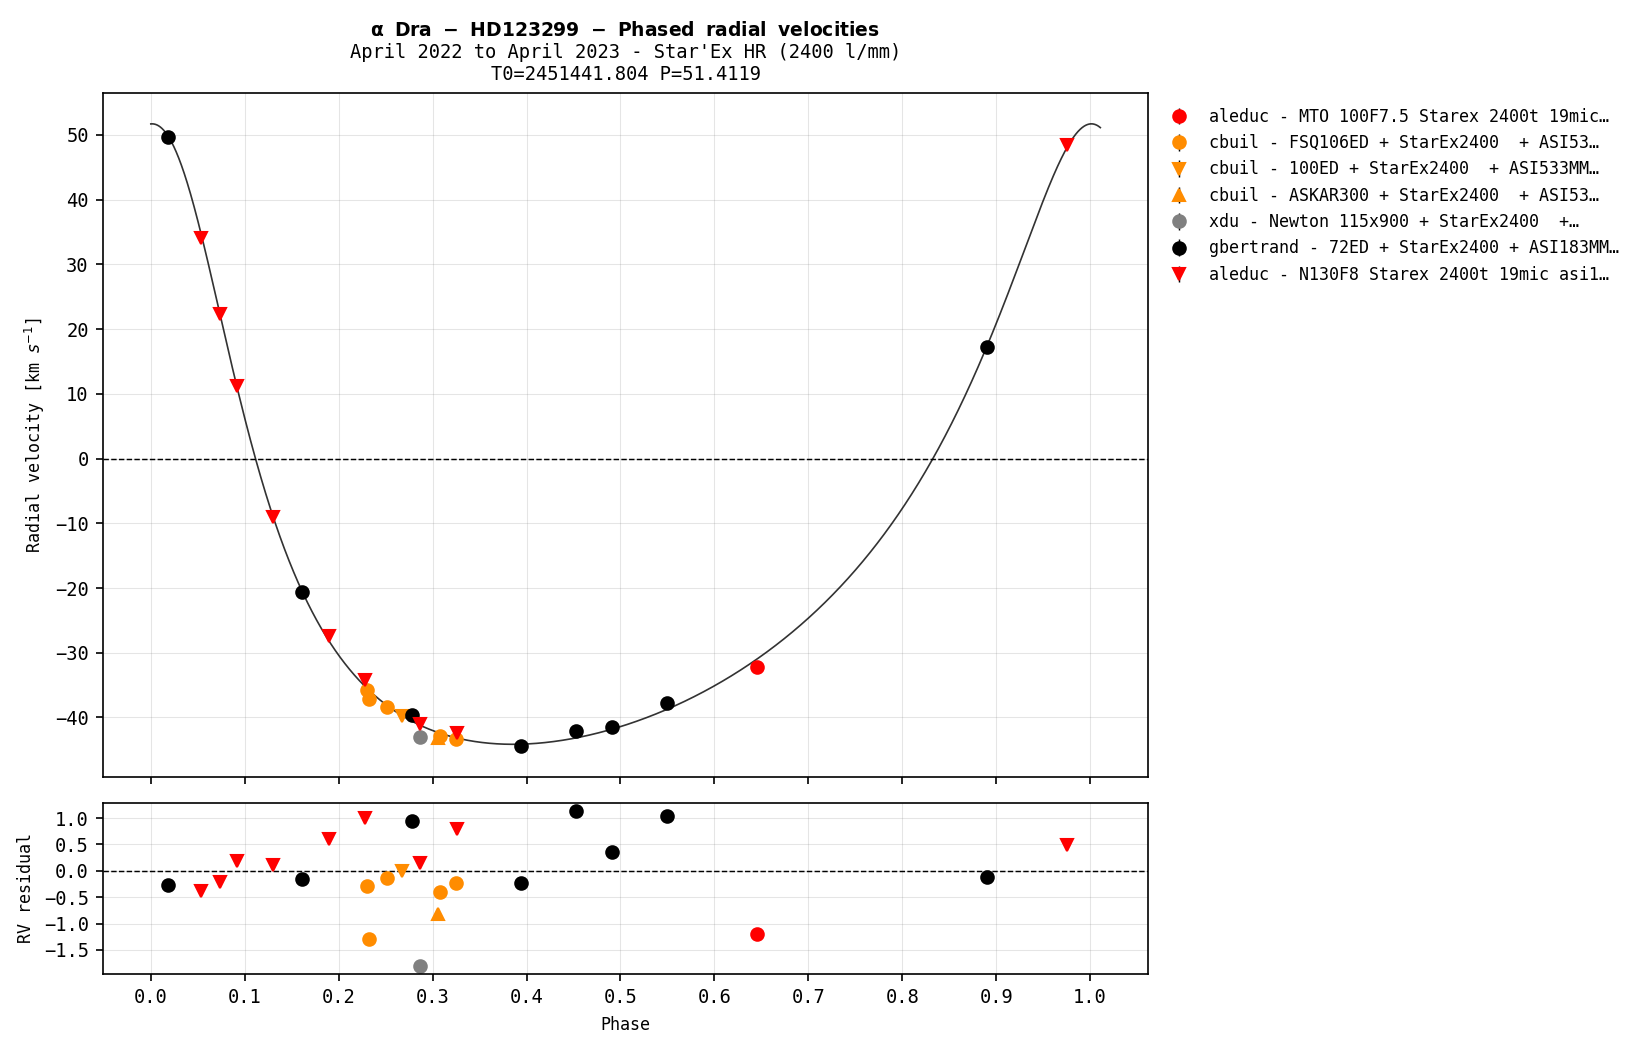 α Dra − HD123299 − Phased radial velocities
April 2022 to April 2023 - Star'Ex HR (2400 l/mm)
T0=2451441.804 P=51.4119
aleduc - MTO 100F7.5 Starex 2400t 19mic…
cbuil - FSQ106ED + StarEx2400  + ASI53…
cbuil - 100ED + StarEx2400  + ASI533MM…
cbuil - ASKAR300 + StarEx2400  + ASI53…
xdu - Newton 115x900 + StarEx2400  +…
gbertrand - 72ED + StarEx2400 + ASI183MM…
aleduc - N130F8 Starex 2400t 19mic asi1…
Radial velocity [km s⁻¹]
50
40
30
20
10
0
−10
−20
−30
−40
RV residual
1.0
0.5
0.0
−0.5
−1.0
−1.5
0.0 0.1 0.2 0.3 0.4 0.5 0.6 0.7 0.8 0.9 1.0
Phase